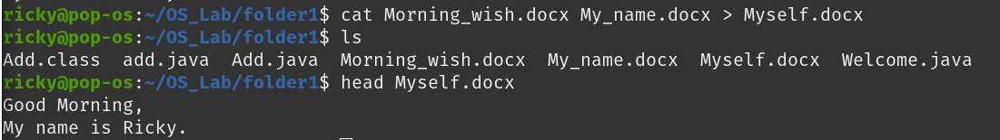 ricky@pop-os:~/OS_Lab/folder1$ cat Morning_wish.docx My_name.docx > Myself.docx
ricky@pop-os:~/OS_Lab/folder1$ ls
Add.class  add.java  Add.java  Morning_wish.docx  My_name.docx  Myself.docx  Welcome.java
ricky@pop-os:~/OS_Lab/folder1$ head Myself.docx
Good Morning,
My name is Ricky.